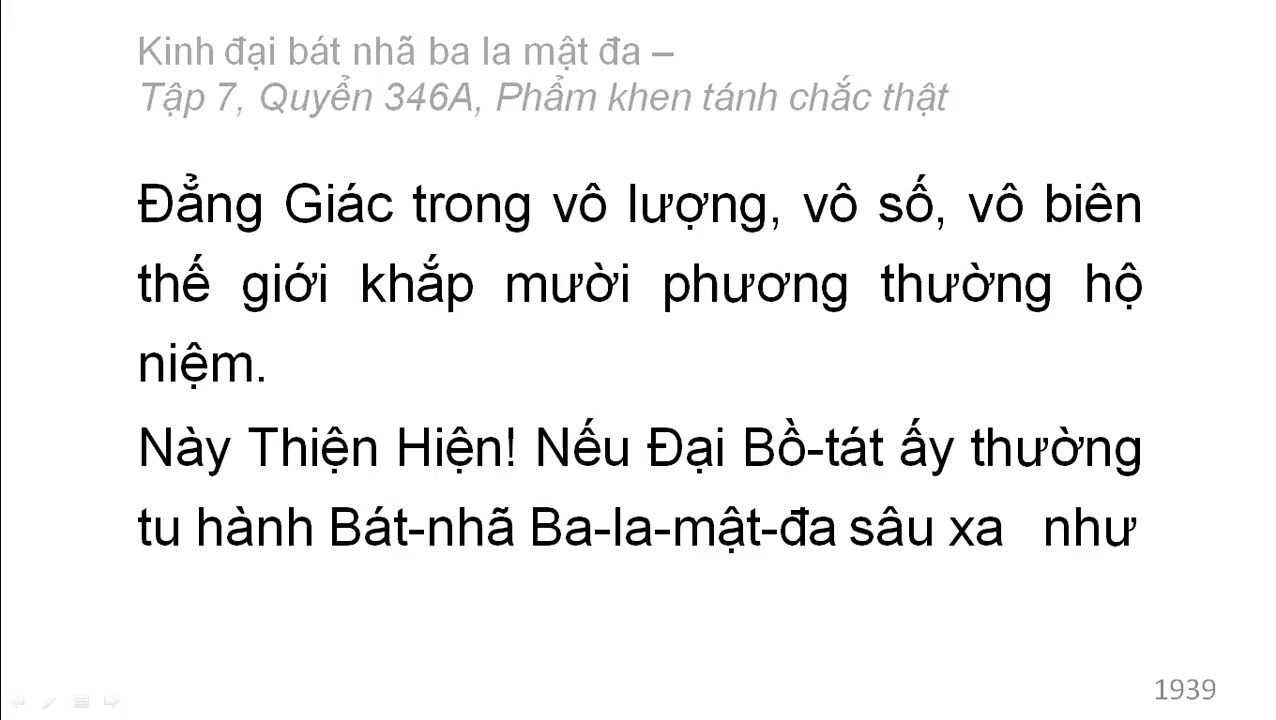 Kinh đại bát nhã ba la mật đa –
Tập 7, Quyển 346A, Phẩm khen tánh chắc thật
Đẳng Giác trong vô lượng, vô số, vô biên
thế giới khắp mười phương thường hộ
niệm.
Này Thiện Hiện! Nếu Đại Bồ-tát ấy thường
tu hành Bát-nhã Ba-la-mật-đa sâu xa như
1939